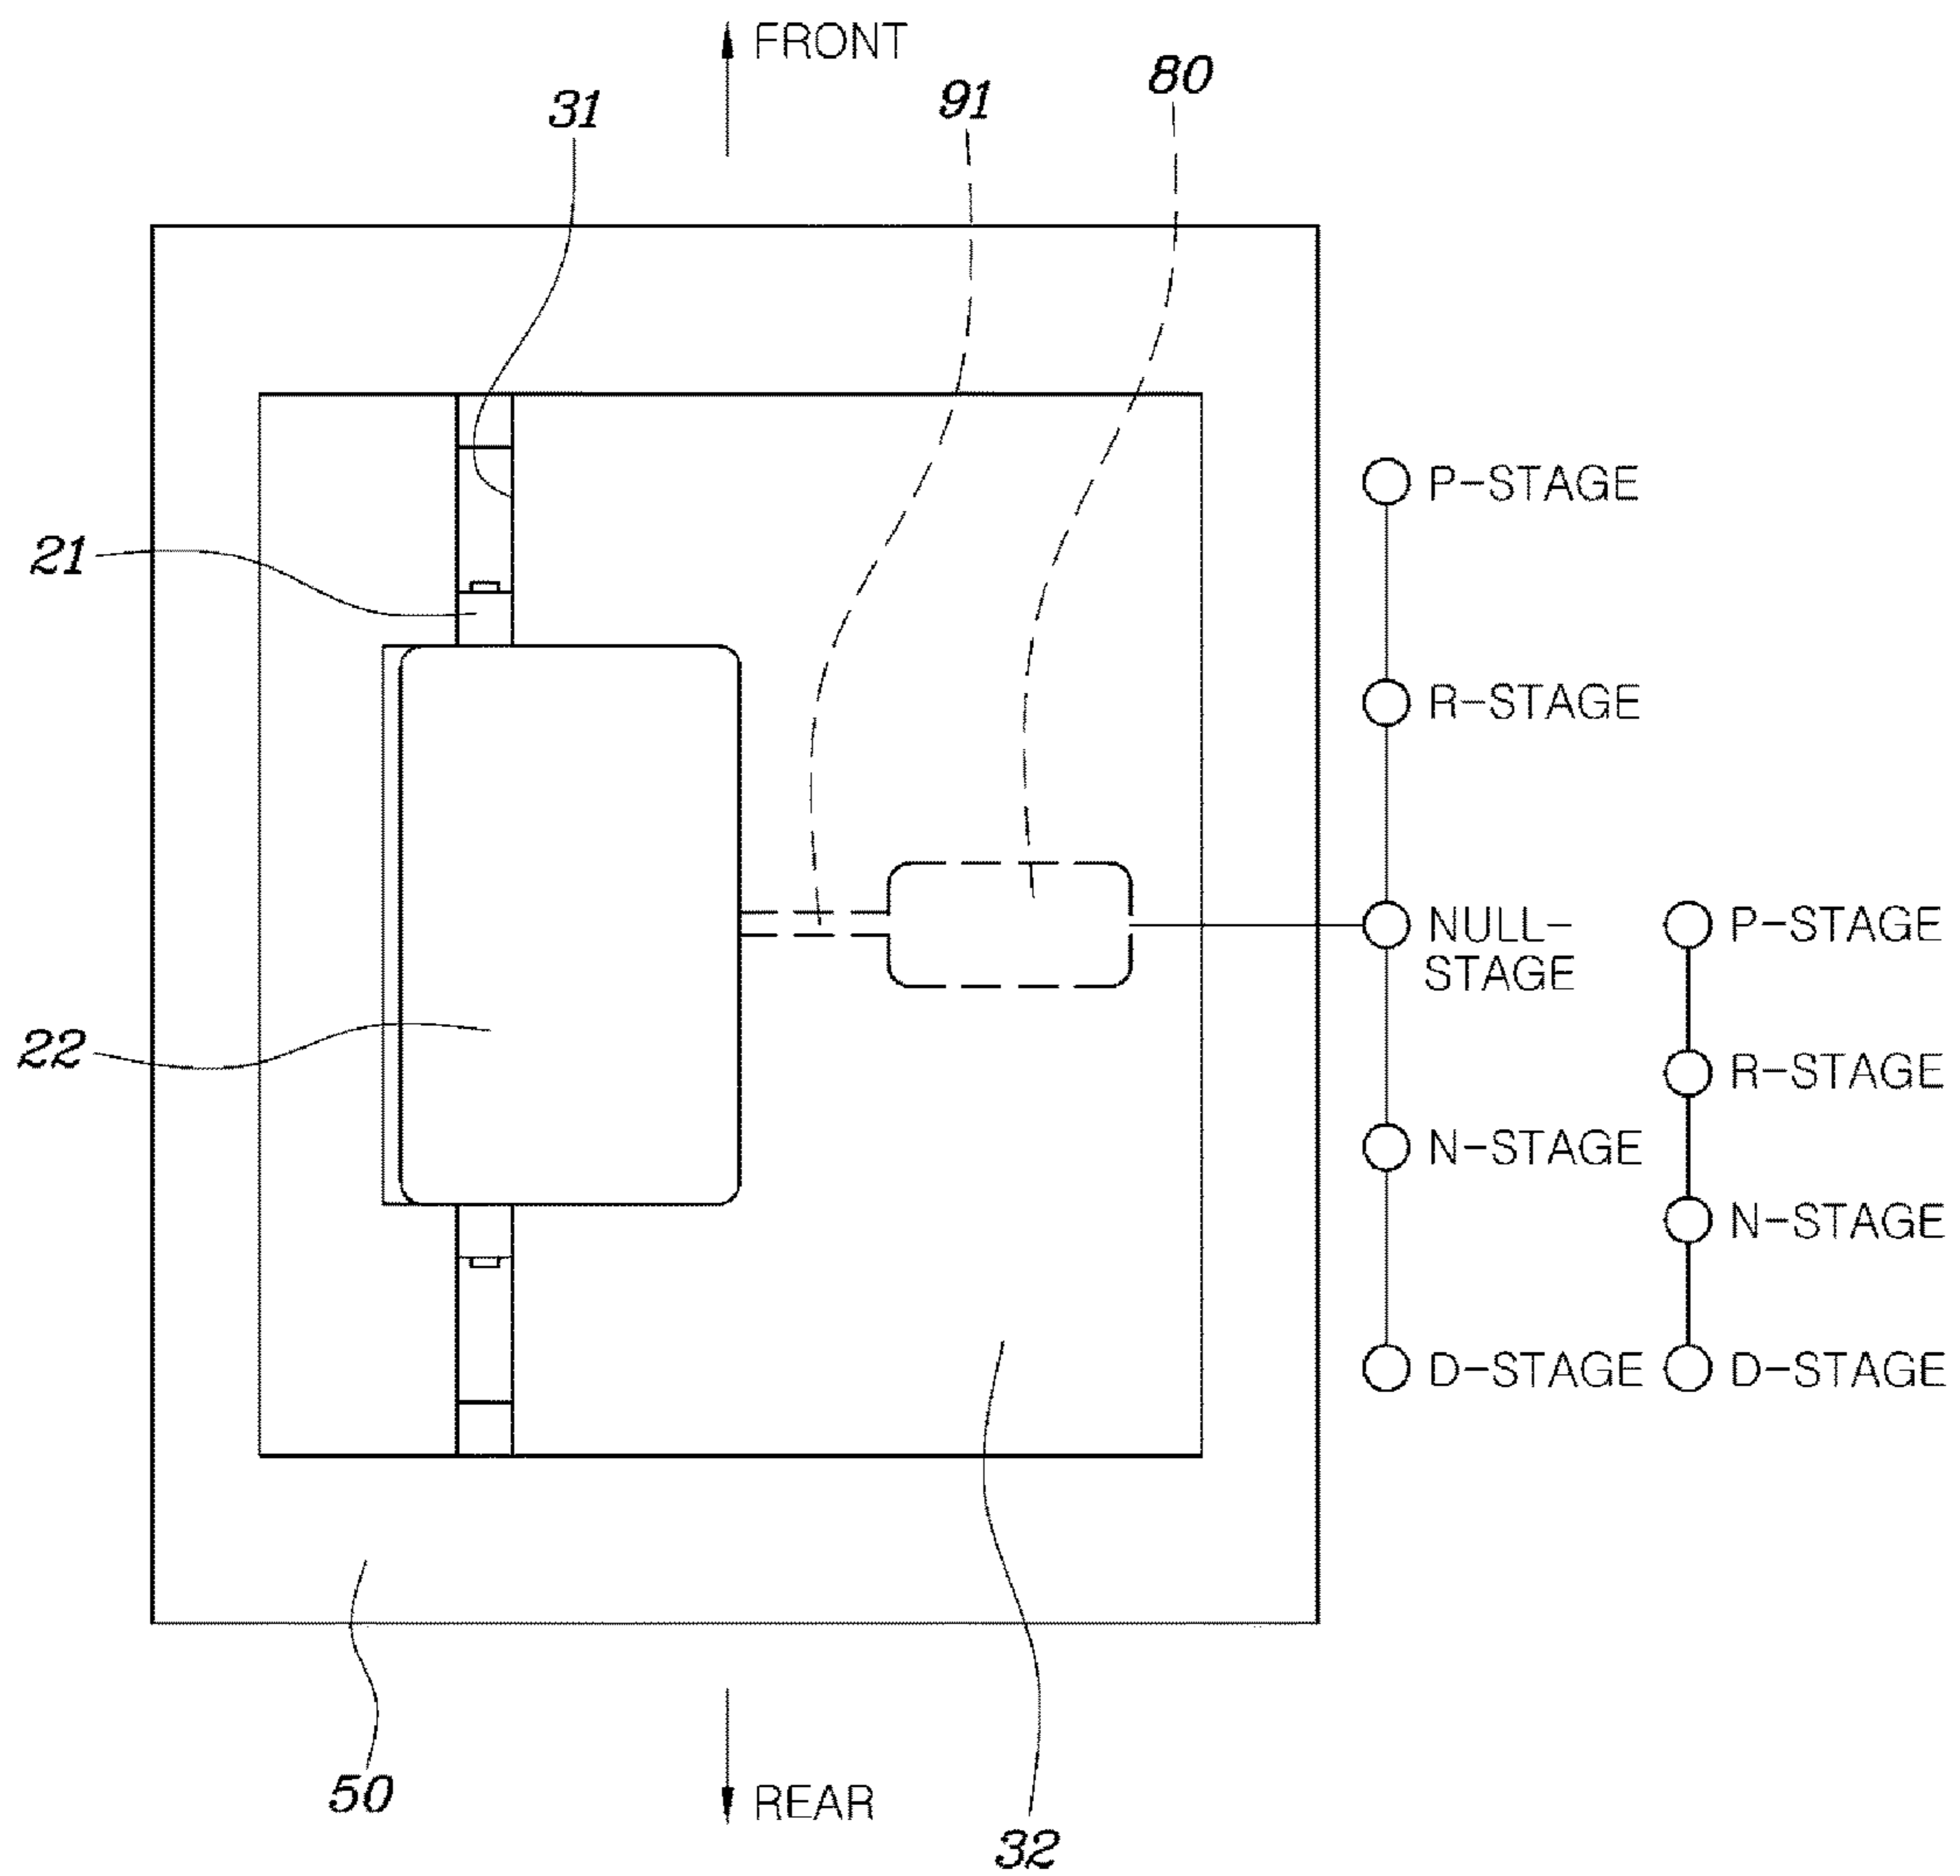 FRONT
80
91
31
P-STAGE
21
R-STAGE
NULL-
STAGE
P-STAGE
22
R-STAGE
N-STAGE
N-STAGE
D-STAGE
D-STAGE
50
REAR
32